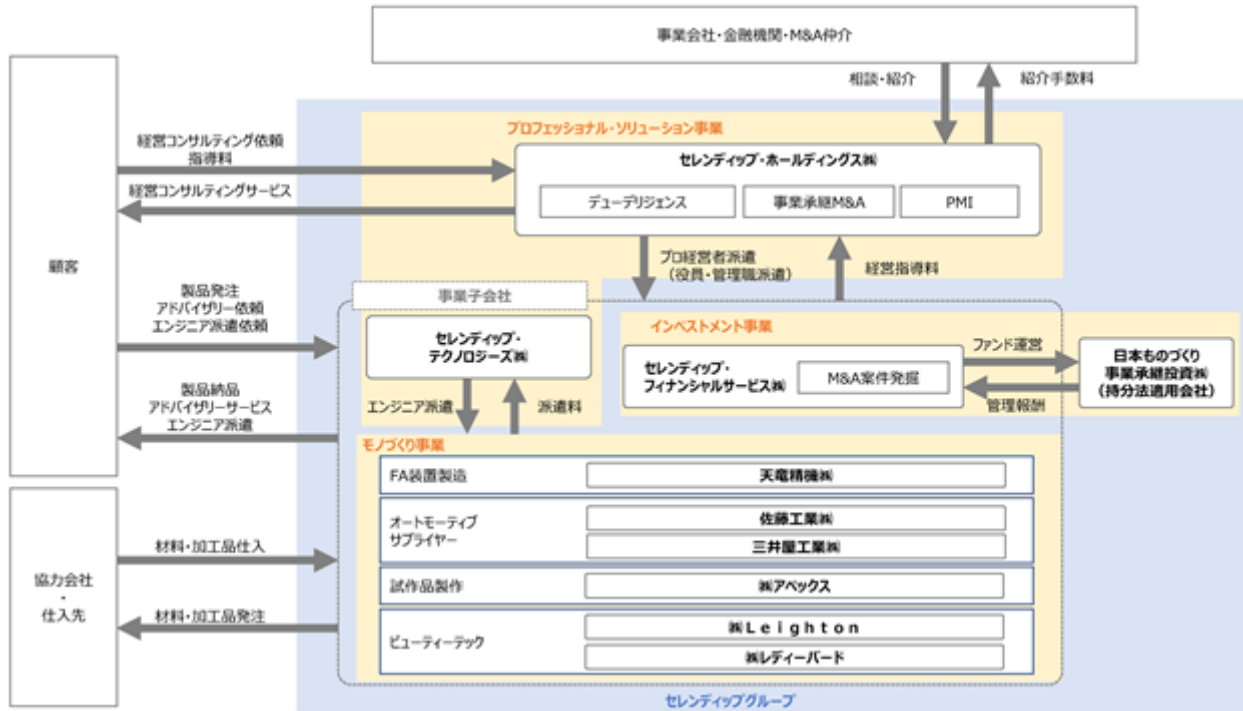 事業会社・金融機関・M&A仲介
相談・紹介
紹介手数料
プロフェッショナル・ソリューション事業
経営コンサルティング依頼
指導料
セレンディップ・ホールディングス㈱
経営コンサルティングサービス
デューデリジェンス
事業承継M&A
PMI
顧客
プロ経営者派遣
(役員・管理職派遣)
経営指導料
製品発注
アドバイザリー依頼
エンジニア派遣依頼
事業子会社
セレンディップ・
テクノロジーズ㈱
インベストメント事業
セレンディップ・
フィナンシャルサービス㈱
M&A案件発掘
ファンド運営
管理報酬
日本ものづくり
事業承継投資㈱
(持分法適用会社)
製品納品
アドバイザリーサービス
エンジニア派遣
エンジニア派遣
派遣料
モノづくり事業
FA装置製造
天竜精機㈱
オートモーティブ
サプライヤー
佐藤工業㈱
三井屋工業㈱
試作品製作
㈱アペックス
ビューティーテック
㈱Leighton
㈱レディーバード
協力会社
・
仕入先
材料・加工品仕入
材料・加工品発注
セレンディップグループ